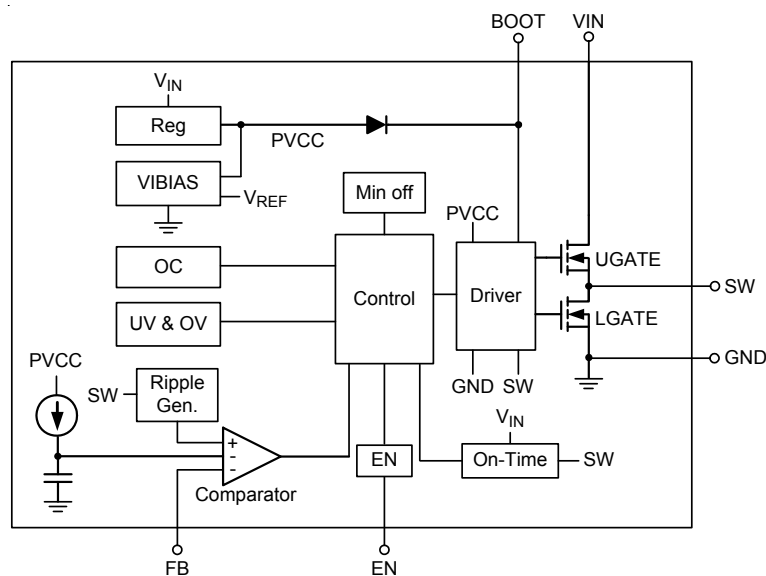 BOOT VIN
VIN
Reg
PVCC
VIBIAS
VREF
Min off
PVCC
OC
Control
Driver
UGATE
SW
UV & OV
LGATE
PVCC
GND
SW
Ripple
Gen.
GND SW
VIN
+
-
-
EN
On-Time
SW
Comparator
FB
EN